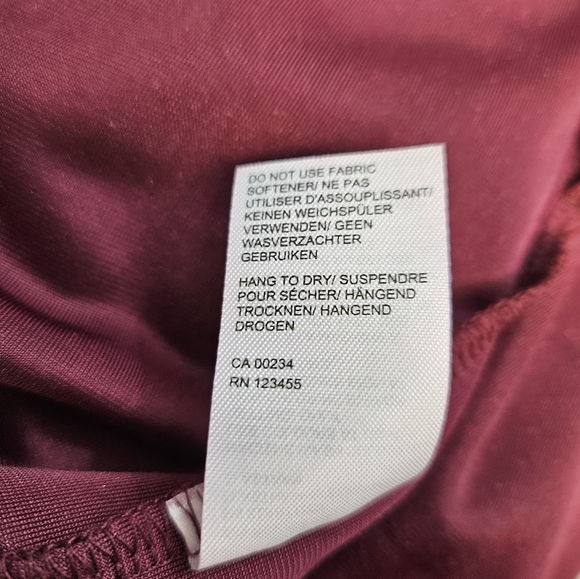 DO NOT USE FABRIC
SOFTENER/ NE PAS
UTILISER D'ASSOUPLISSANT/
KEINEN WEICHSPÜLER
VERWENDEN/ GEEN
WASVERZACHTER
GEBRUIKEN
HANG TO DRY/ SUSPENDRE
POUR SÉCHER/ HÄNGEND
TROCKNEN/ HANGEND
DROGEN
CA 00234
RN 123455